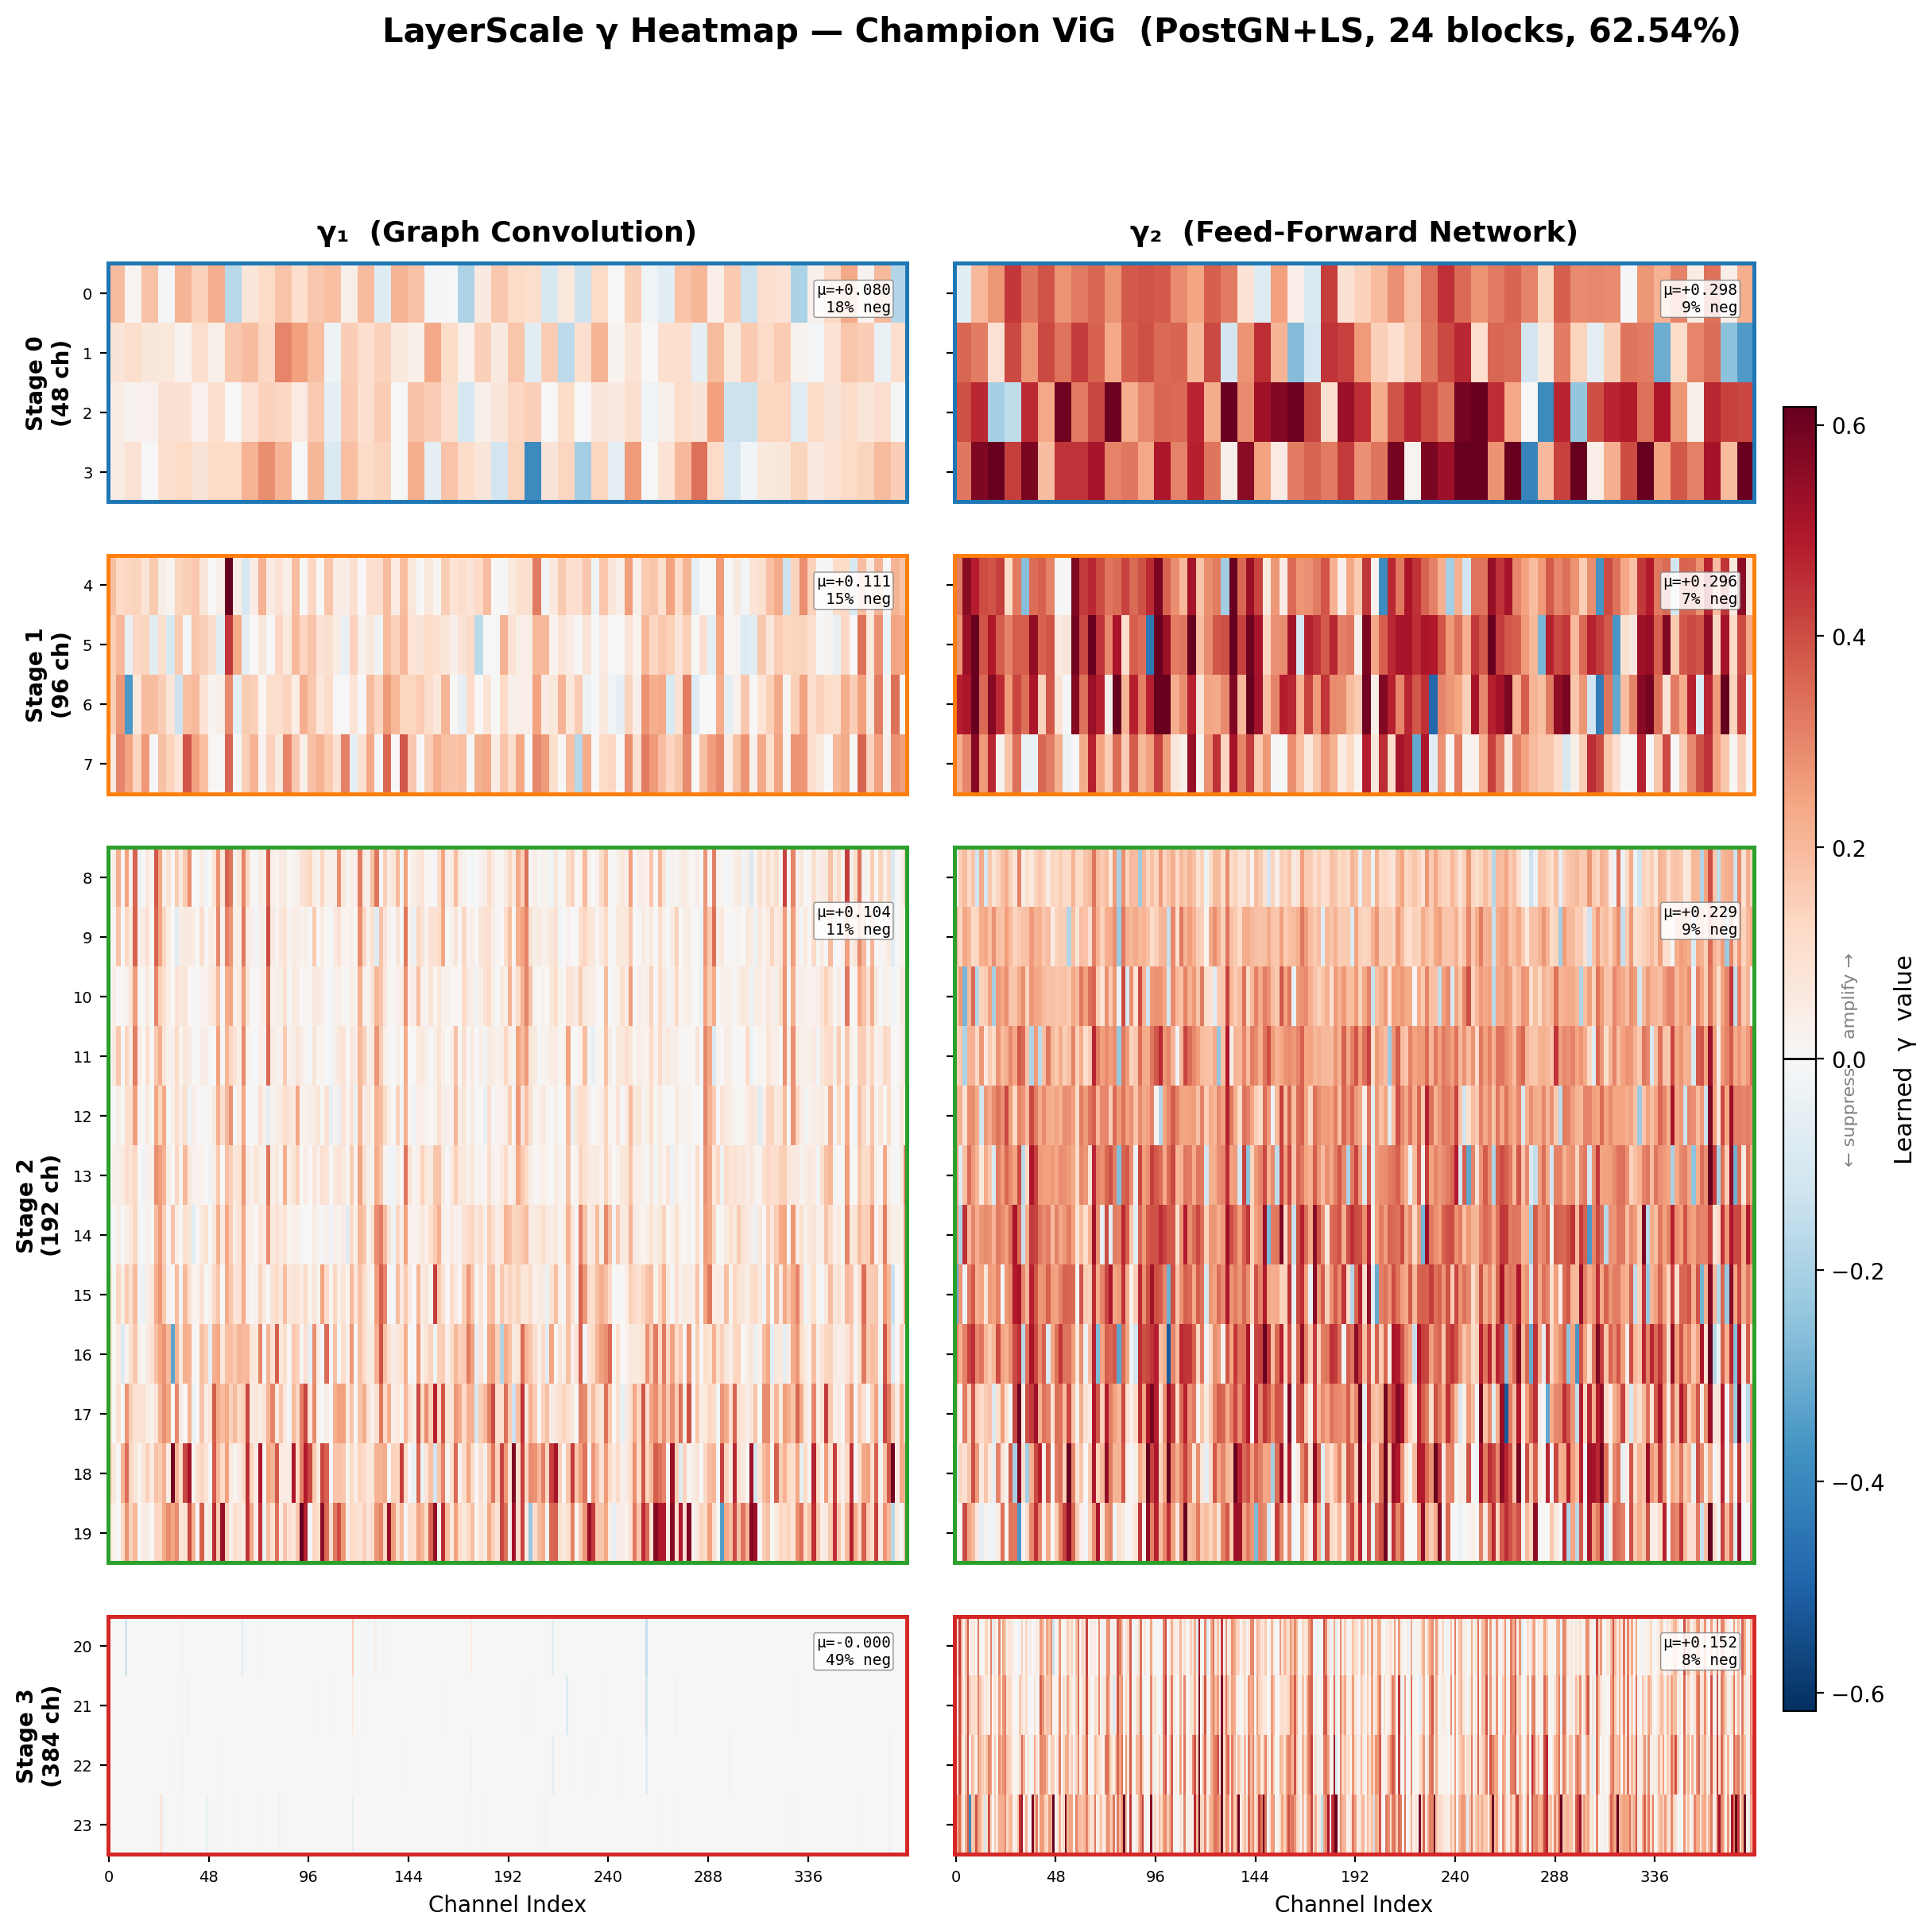 LayerScale γ Heatmap — Champion ViG  (PostGN+LS, 24 blocks, 62.54%)
γ₁  (Graph Convolution)
γ₂  (Feed-Forward Network)
Stage 0
(48 ch)
0
1
2
3
μ=+0.080
18% neg
μ=+0.298
9% neg
Stage 1
(96 ch)
4
5
6
7
μ=+0.111
15% neg
μ=+0.296
7% neg
Stage 2
(192 ch)
8
9
10
11
12
13
14
15
16
17
18
19
μ=+0.104
11% neg
μ=+0.229
9% neg
Stage 3
(384 ch)
20
21
22
23
μ=-0.000
49% neg
μ=+0.152
8% neg
0
48
96
144
192
240
288
336
Channel Index
0
48
96
144
192
240
288
336
Channel Index
0.6
0.4
0.2
0.0
−0.2
−0.4
−0.6
← suppress  amplify →
Learned  γ  value